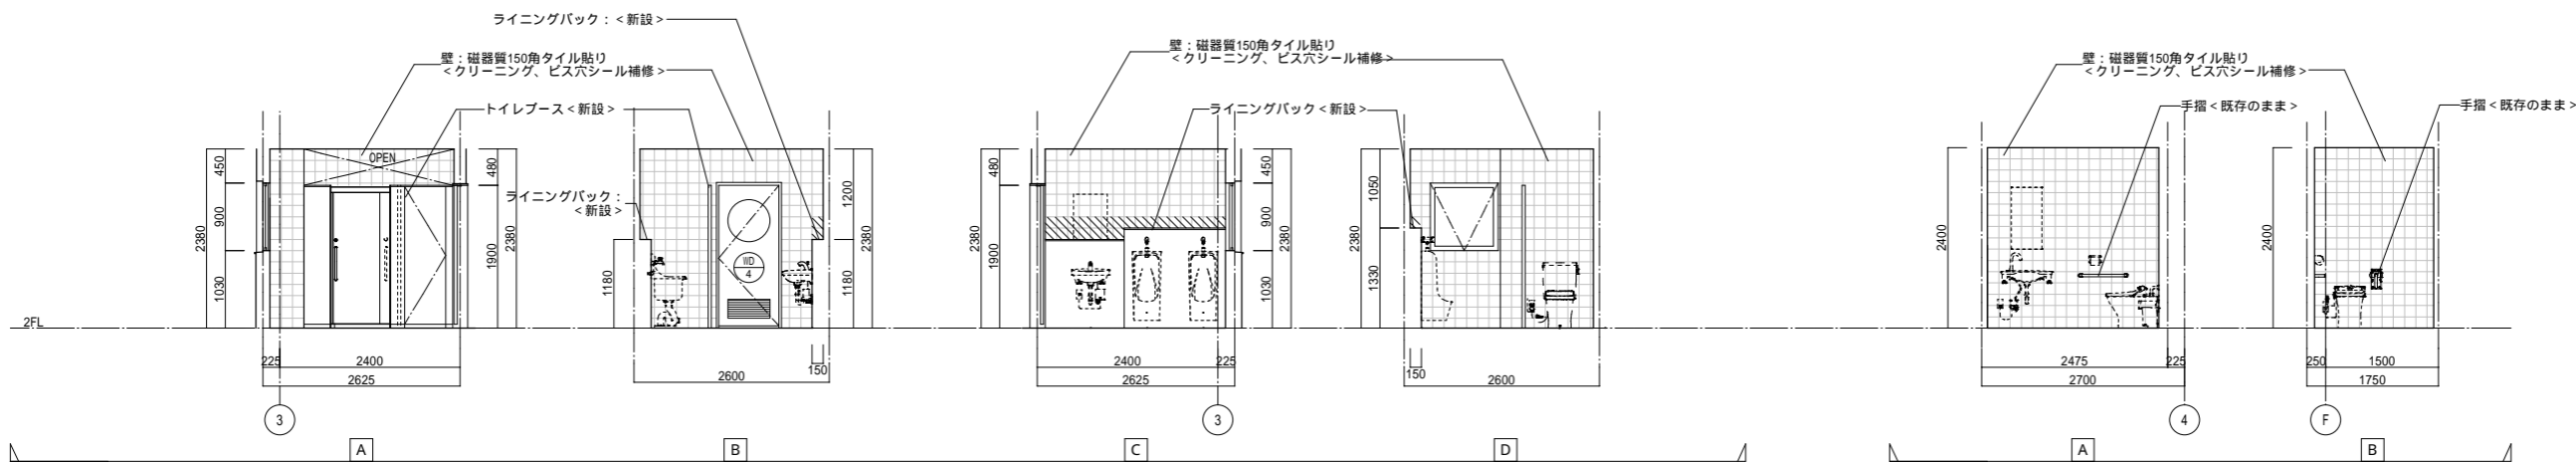 ライニングバック：＜新設＞
壁：磁器質150角タイル貼り
＜クリーニング、ビス穴シール補修＞
トイレブース＜新設＞
ライニングバック：
＜新設＞
壁：磁器質150角タイル貼り
＜クリーニング、ビス穴シール補修＞
ライニングバック＜新設＞
壁：磁器質150角タイル貼り
＜クリーニング、ビス穴シール補修＞
手摺＜既存のまま＞
手摺＜既存のまま＞
2FL
2380
450
900
1030
OPEN
480
1900
2380
225
2400
2625
3
A
1180
WD
4
1200
1180
2380
2600
150
B
2380
480
1900
450
900
1030
2380
2400
225
2625
3
C
2380
1050
1330
150
2600
D
2400
2475
225
2700
4
A
2400
250
1500
1750
F
B